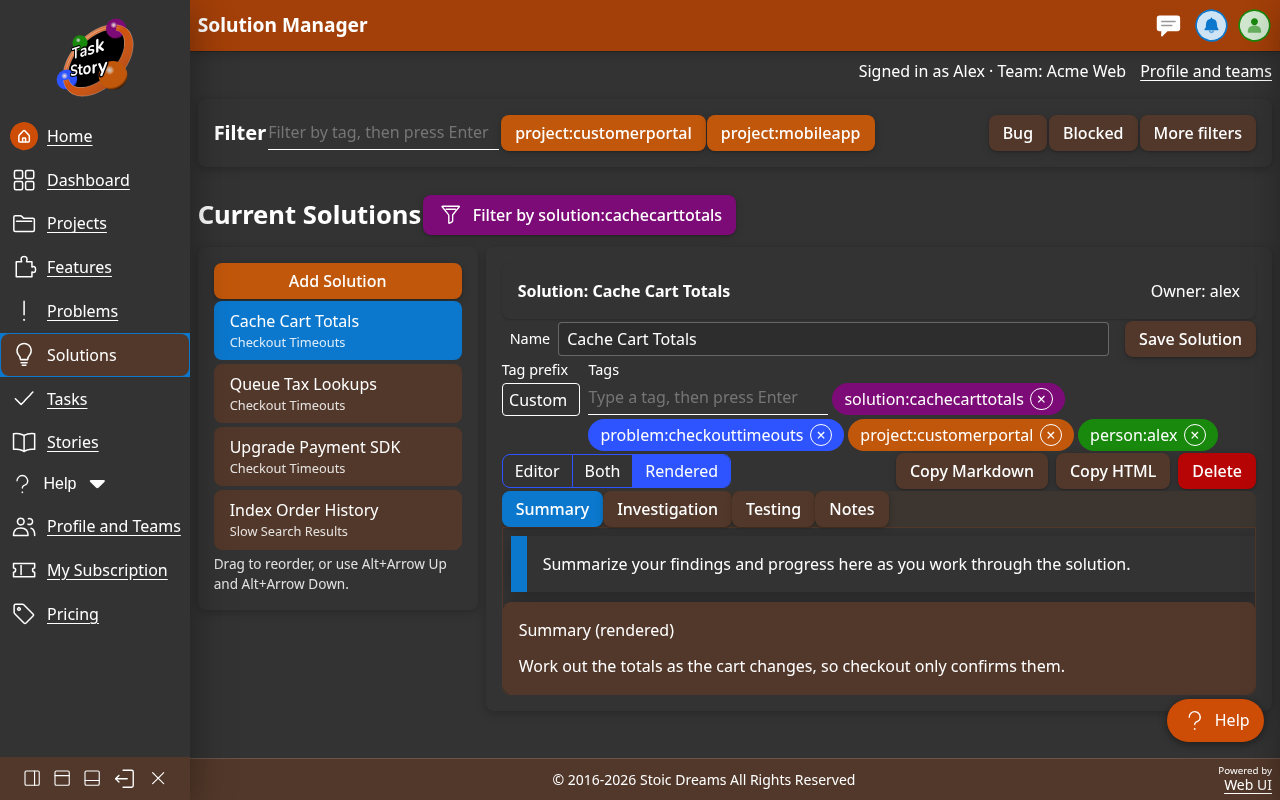 Task
Story
Home
Dashboard
Projects
Features
Problems
Solutions
Tasks
Stories
Help
Profile and Teams
My Subscription
Pricing
Solution Manager
Signed in as Alex · Team: Acme Web Profile and teams
Filter Filter by tag, then press Enter project:customerportal project:mobileapp Bug Blocked More filters
Current Solutions Filter by solution:cachecarttotals
Add Solution
Cache Cart Totals
Checkout Timeouts
Queue Tax Lookups
Checkout Timeouts
Upgrade Payment SDK
Checkout Timeouts
Index Order History
Slow Search Results
Drag to reorder, or use Alt+Arrow Up
and Alt+Arrow Down.
Solution: Cache Cart Totals Owner: alex
Name Cache Cart Totals Save Solution
Tag prefix Tags
Custom Type a tag, then press Enter solution:cachecarttotals
problem:checkouttimeouts project:customerportal person:alex
Editor Both Rendered Copy Markdown Copy HTML Delete
Summary Investigation Testing Notes
Summarize your findings and progress here as you work through the solution.
Summary (rendered)
Work out the totals as the cart changes, so checkout only confirms them.
Help
© 2016-2026 Stoic Dreams All Rights Reserved
Powered by
Web UI